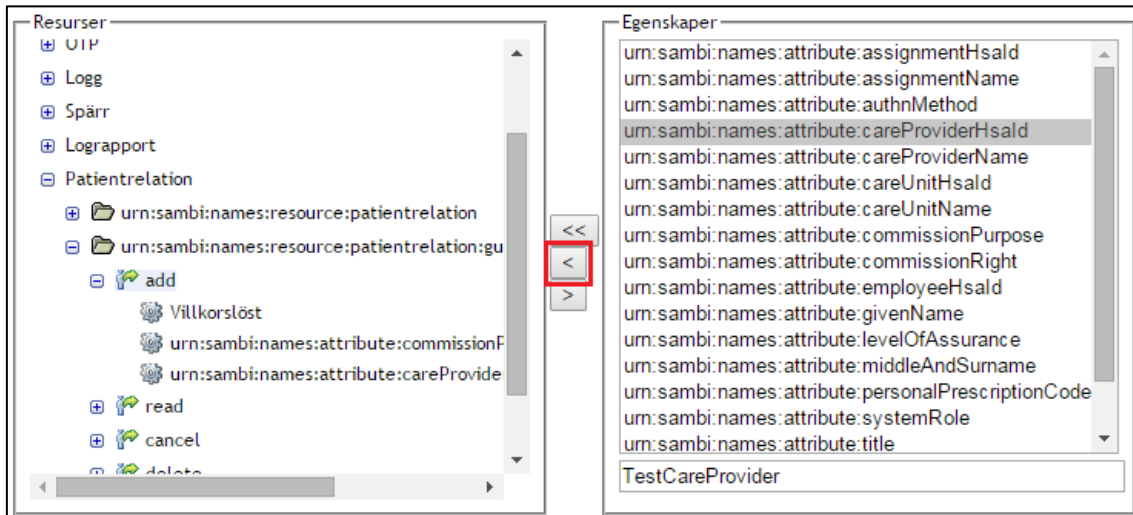 Resurser
OTP
Logg
Spärr
Lograpport
Patientrelation
urn:sambi:names:resource:patientrelation
urn:sambi:names:resource:patientrelation:gu
add
Villkorslöst
urn:sambi:names:attribute:commissionP
urn:sambi:names:attribute:careProvide
read
cancel
delete
<<
<
>
Egenskaper
urn:sambi:names:attribute:assignmentHsaId
urn:sambi:names:attribute:assignmentName
urn:sambi:names:attribute:authnMethod
urn:sambi:names:attribute:careProviderHsaId
urn:sambi:names:attribute:careProviderName
urn:sambi:names:attribute:careUnitHsaId
urn:sambi:names:attribute:careUnitName
urn:sambi:names:attribute:commissionPurpose
urn:sambi:names:attribute:commissionRight
urn:sambi:names:attribute:employeeHsaId
urn:sambi:names:attribute:givenName
urn:sambi:names:attribute:levelOfAssurance
urn:sambi:names:attribute:middleAndSurname
urn:sambi:names:attribute:personalPrescriptionCode
urn:sambi:names:attribute:systemRole
urn:sambi:names:attribute:title
TestCareProvider